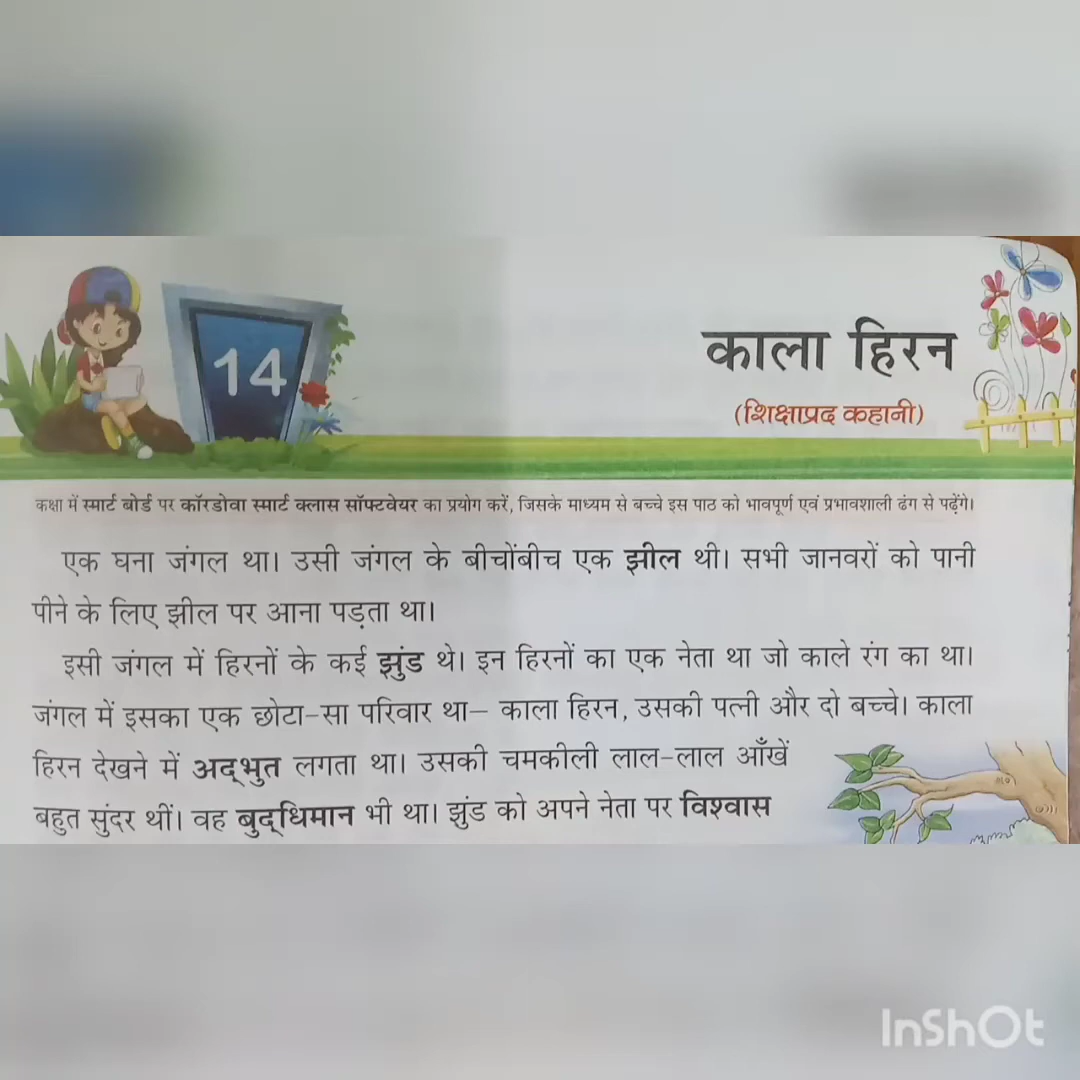 14
काला हिरन
(शिक्षाप्रद कहानी)
कक्षा में स्मार्ट बोर्ड पर कॉरडोवा स्मार्ट क्लास सॉफ्टवेयर का प्रयोग करें, जिसके माध्यम से बच्चे इस पाठ को भावपूर्ण एवं प्रभावशाली ढंग से पढ़ेंगे।
एक घना जंगल था। उसी जंगल के बीचोंबीच एक झील थी। सभी जानवरों को पानी
पीने के लिए झील पर आना पड़ता था।
इसी जंगल में हिरनों के कई झुंड थे। इन हिरनों का एक नेता था जो काले रंग का था।
जंगल में इसका एक छोटा-सा परिवार था– काला हिरन, उसकी पत्नी और दो बच्चे। काला
हिरन देखने में अद्‌भुत लगता था। उसकी चमकीली लाल-लाल आँखें
बहुत सुंदर थीं। वह बुद्‌धिमान भी था। झुंड को अपने नेता पर विश्वास
InShOt